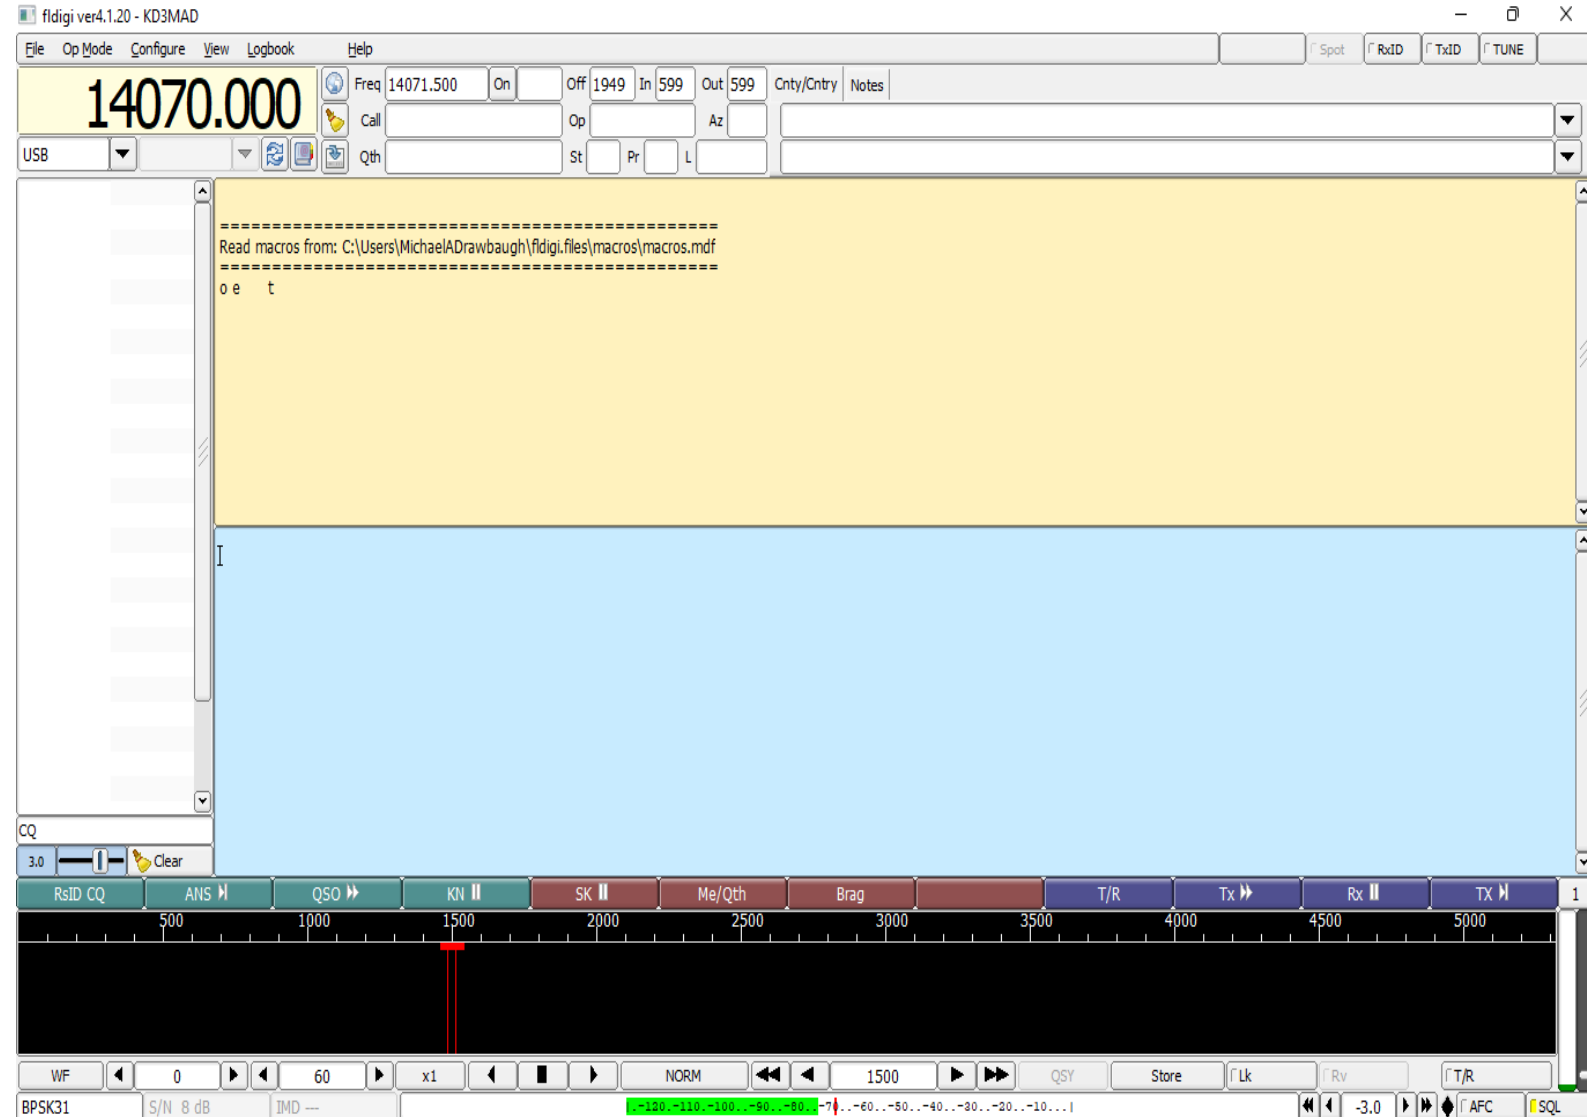 fldigi ver4.1.20 - KD3MAD
File Op Mode Configure View Logbook Help Spot RxID TxID TUNE
14070.000 Freq 14071.500 On Off 1949 In 599 Out 599 Cnty/Cntry Notes
Call Op Az
USB Qth St Pr L
================================================
Read macros from: C:\Users\MichaelADrawbaugh\fldigi.files\macros\macros.mdf
================================================
o e t
CQ
3.0 Clear
RsID CQ ANS QSO KN SK Me/Qth Brag T/R Tx Rx TX 1
500 1000 1500 2000 2500 3000 3500 4000 4500 5000
WF 0 60 x1 NORM 1500 QSY Store Lk Rv T/R
BPSK31 S/N 8 dB IMD --- |.-120.-110.-100..-90..-80..-70..-60..-50..-40..-30..-20..-10...| -3.0 AFC SQL